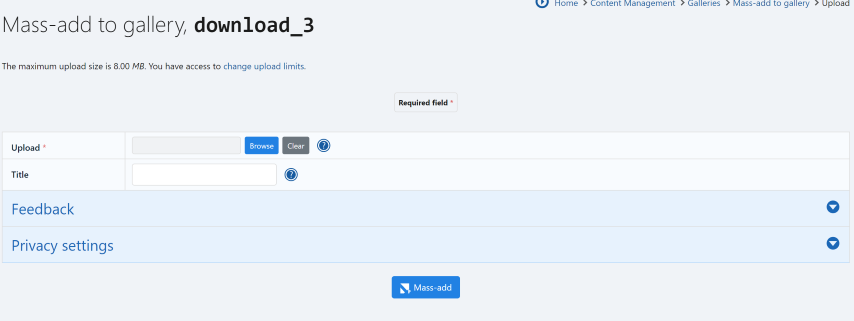 Home > Content Management > Galleries > Mass-add to gallery > Upload
Mass-add to gallery, download_3
The maximum upload size is 8.00 MB. You have access to change upload limits.
Required field *
Upload * Browse Clear ?
Title ?
Feedback
Privacy settings
Mass-add